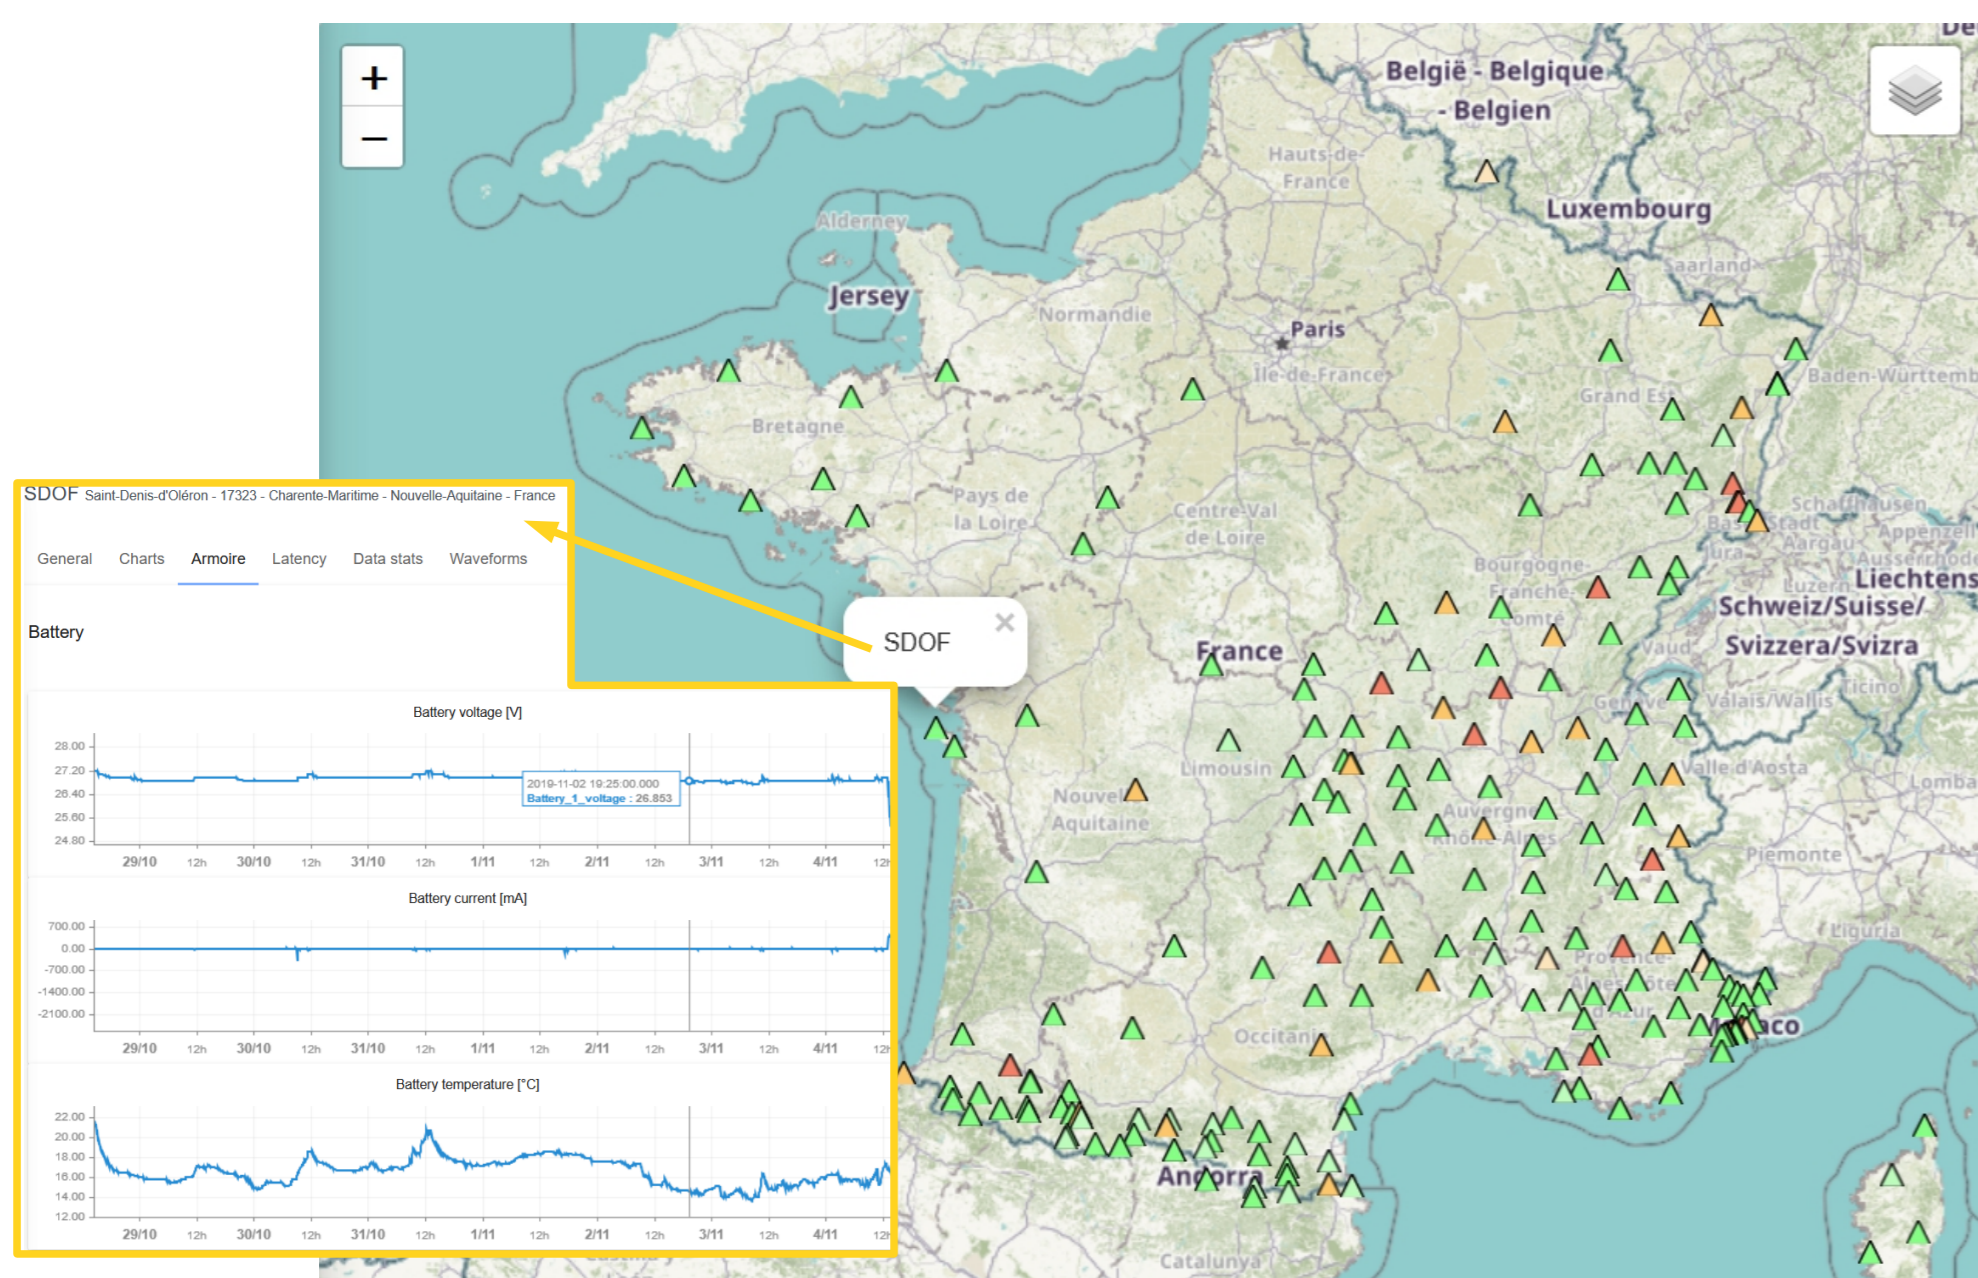 +
−
België - Belgique
- Belgien
Hauts-de-
France
Luxembourg
Alderney
Saarland
Jersey
Normandie
Paris
Île-de-France
Baden-Württemb
Grand Est
Bretagne
SDOF Saint-Denis-d'Oléron - 17323 - Charente-Maritime - Nouvelle-Aquitaine - France
Pays de
la Loire
Centre-Val
de Loire
Schaffhausen
Appenzell
Ausserrhode
Aargau
Jura
General Charts Armoire Latency Data stats Waveforms
Bourgogne-
Franche-
Comté
Luzern
Liechtens
Schweiz/Suisse/
Svizzera/Svizra
Battery
SDOF ×
France
Vaud
Genève
Valais/Wallis
Ticino
Battery voltage [V]
28.00
27.20
26.40
25.60
24.80
2019-11-02 19:25:00.000
Battery_1_voltage : 26.853
29/10 12h 30/10 12h 31/10 12h 1/11 12h 2/11 12h 3/11 12h 4/11 12h
Limousin
Valle d'Aosta
Lomba
Nouvel
Aquitaine
Auvergne
Rhône-Alpes
Piemonte
Battery current [mA]
700.00
0.00
-700.00
-1400.00
-2100.00
29/10 12h 30/10 12h 31/10 12h 1/11 12h 2/11 12h 3/11 12h 4/11 12h
Liguria
Provence-
Alpes-Côte
d'Azur
Monaco
Occitanie
Battery temperature [°C]
22.00
20.00
18.00
16.00
14.00
12.00
29/10 12h 30/10 12h 31/10 12h 1/11 12h 2/11 12h 3/11 12h 4/11 12h
Andorra
Catalunya